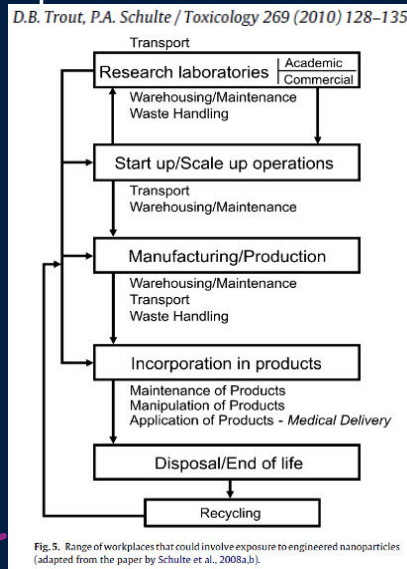 D.B. Trout, P.A. Schulte / Toxicology 269 (2010) 128–135
Transport
Research laboratories
Academic
Commercial
Warehousing/Maintenance
Waste Handling
Start up/Scale up operations
Transport
Warehousing/Maintenance
Manufacturing/Production
Warehousing/Maintenance
Transport
Waste Handling
Incorporation in products
Maintenance of Products
Manipulation of Products
Application of Products - Medical Delivery
Disposal/End of life
Recycling
Fig. 5. Range of workplaces that could involve exposure to engineered nanoparticles
(adapted from the paper by Schulte et al., 2008a,b).